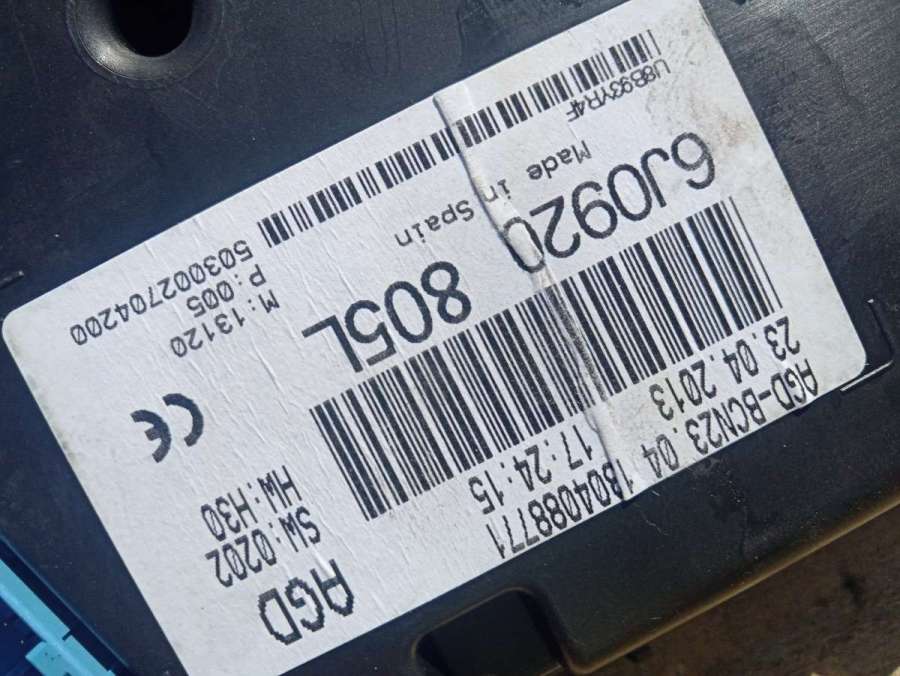 AGD-BCN23.04
23.04.2013 17:24:15
AGD
SW:0202
HW:H30
6J0920 805L
CE
Made in Spain
M:13120
P:005
503002704200
U8B93YR4F